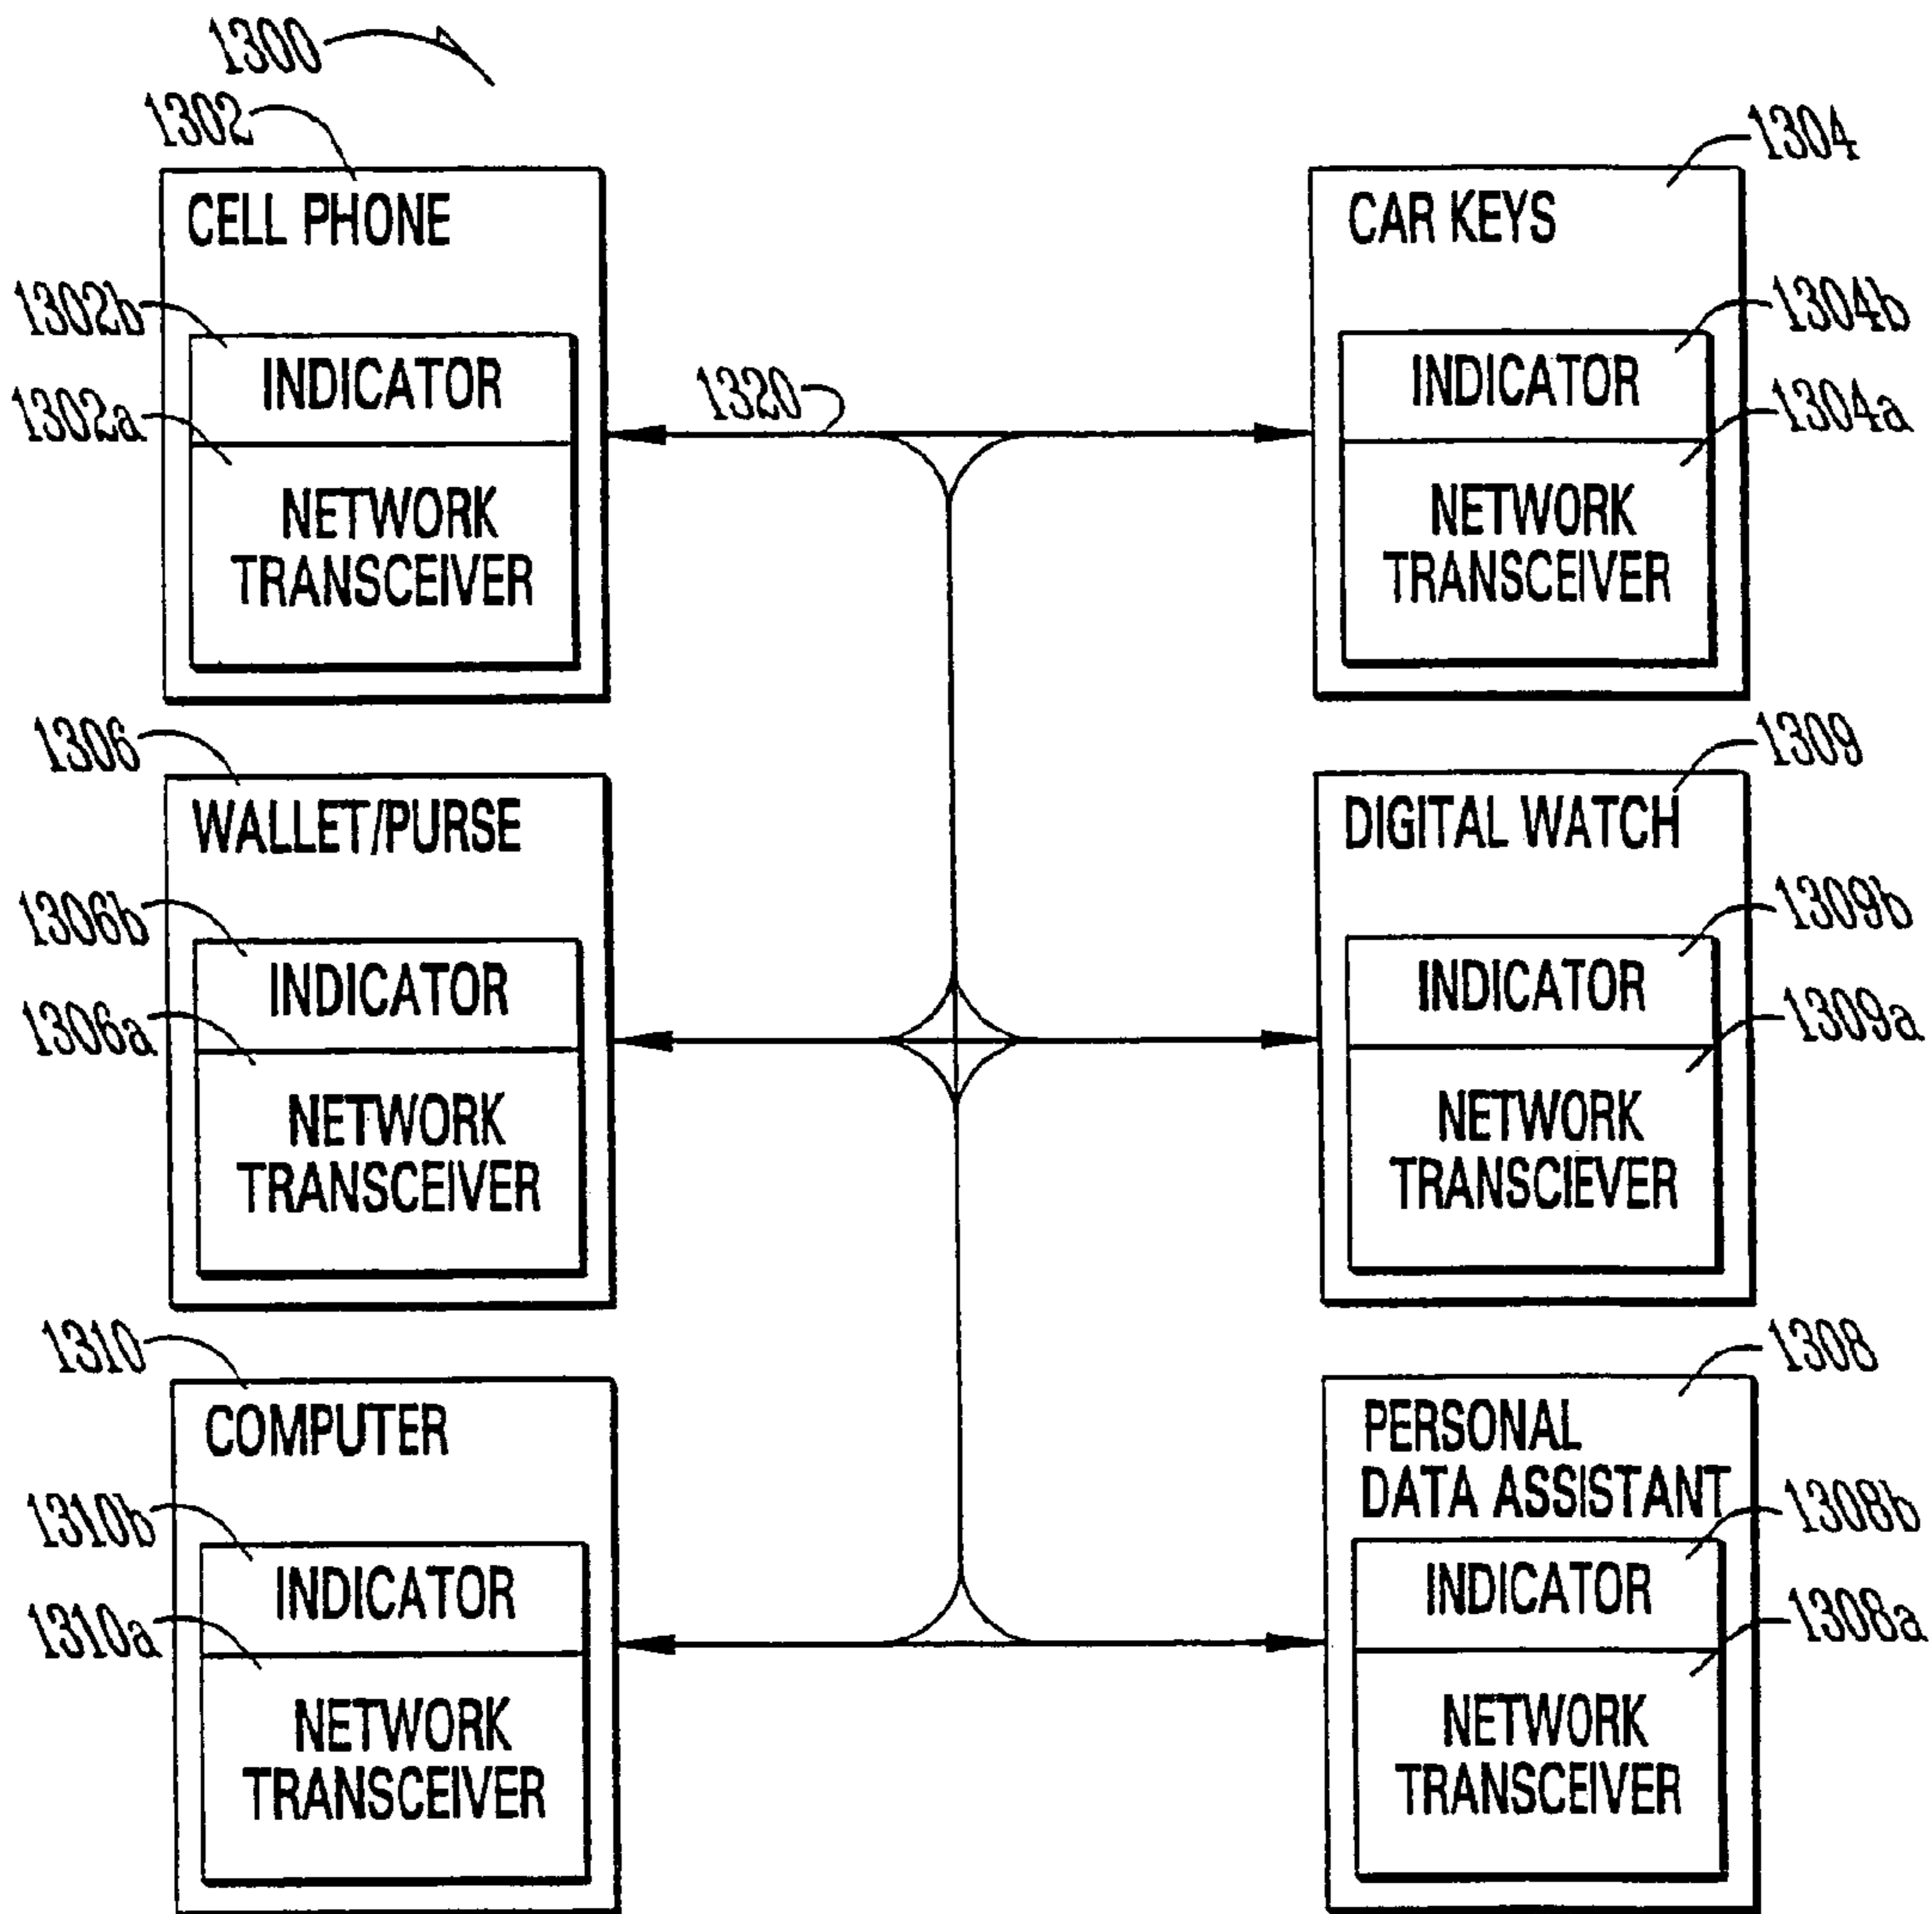 1300
1302
CELL PHONE
1302b
INDICATOR
1302a
NETWORK
TRANSCEIVER
1320
1304
CAR KEYS
1304b
INDICATOR
1304a
NETWORK
TRANSCEIVER
1306
WALLET/PURSE
1306b
INDICATOR
1306a
NETWORK
TRANSCEIVER
1309
DIGITAL WATCH
1309b
INDICATOR
1309a
NETWORK
TRANSCIEVER
1310
COMPUTER
1310b
INDICATOR
1310a
NETWORK
TRANSCEIVER
1308
PERSONAL
DATA ASSISTANT
1308b
INDICATOR
1308a
NETWORK
TRANSCEIVER